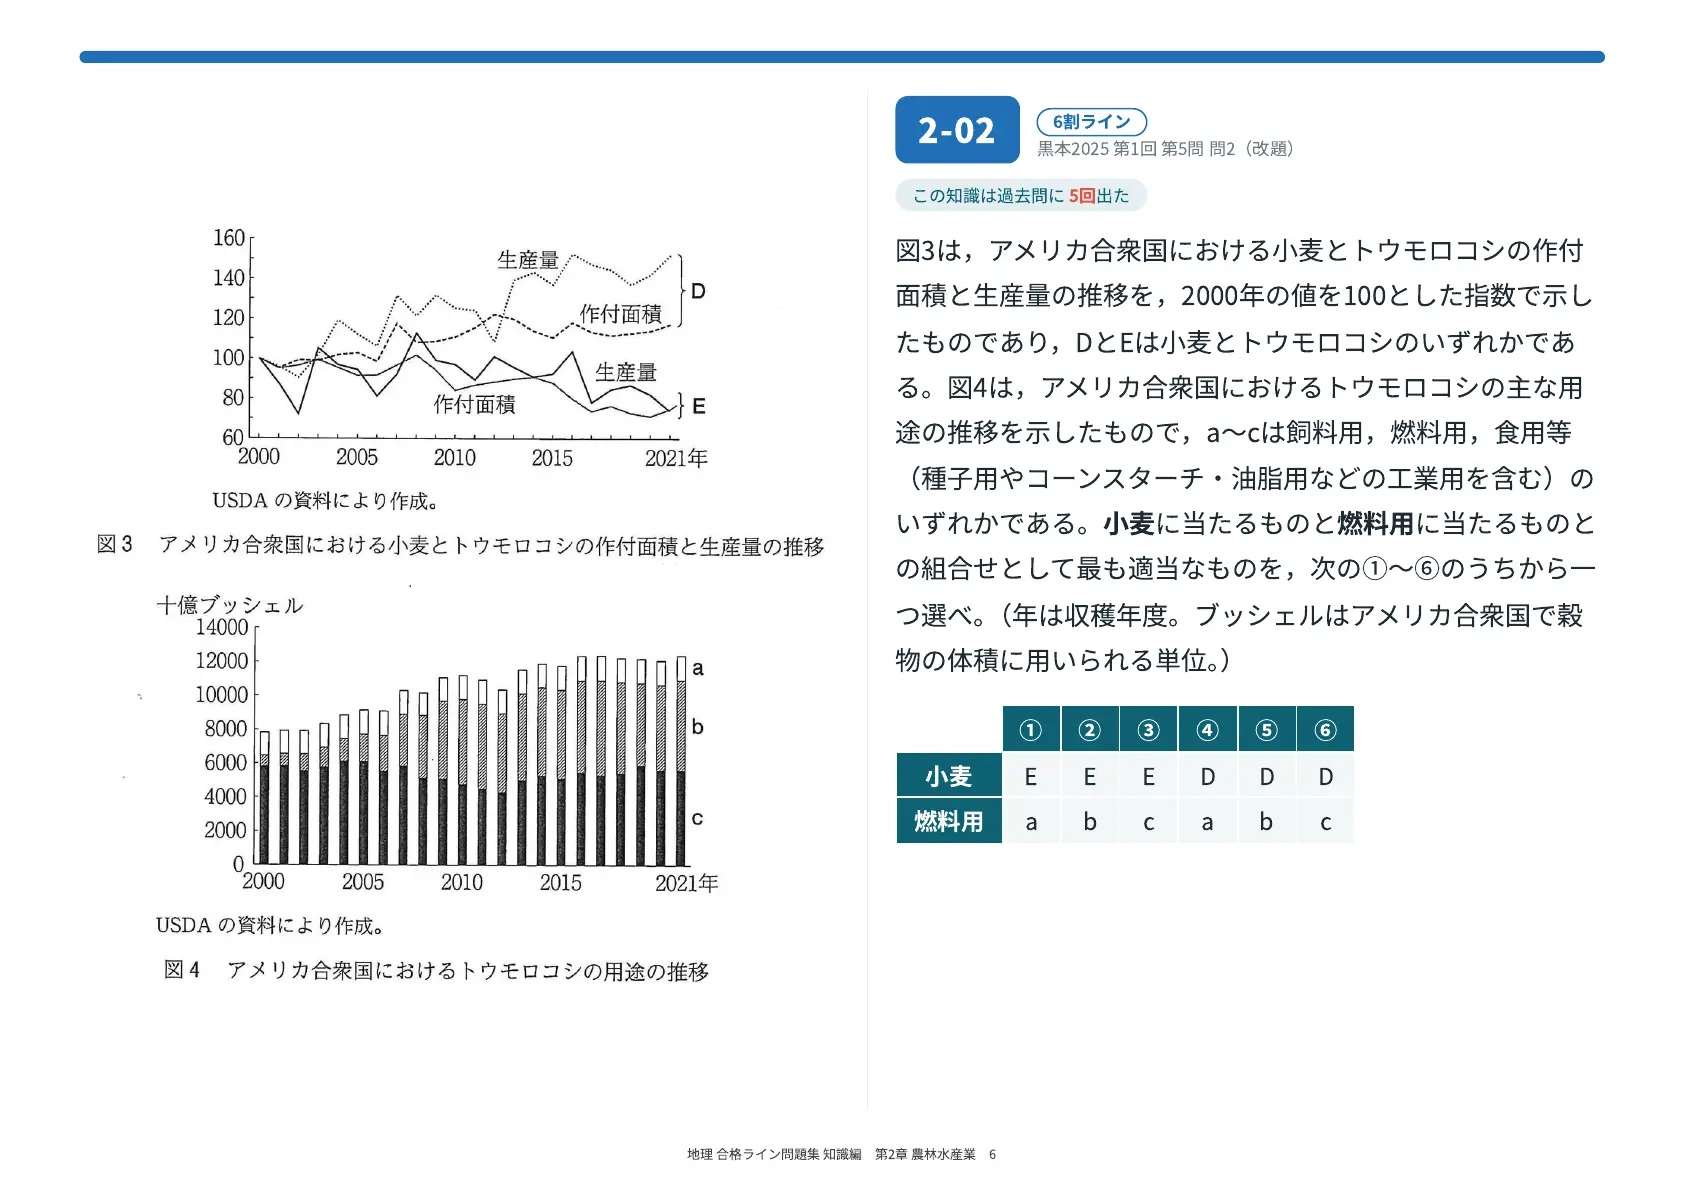 160
140
120
100
80
60
生産量
作付面積
D
生産量
作付面積
E
2000 2005 2010 2015 2021年
USDAの資料により作成。
図3 アメリカ合衆国における小麦とトウモロコシの作付面積と生産量の推移
十億ブッシェル
14000
12000
10000
8000
6000
4000
2000
0
a
b
c
2000 2005 2010 2015 2021年
USDAの資料により作成。
図4 アメリカ合衆国におけるトウモロコシの用途の推移
2-02
6割ライン
黒本2025 第1回 第5問 問2（改題）
この知識は過去問に 5回出た
図3は，アメリカ合衆国における小麦とトウモロコシの作付
面積と生産量の推移を，2000年の値を100とした指数で示し
たものであり，DとEは小麦とトウモロコシのいずれかであ
る。図4は，アメリカ合衆国におけるトウモロコシの主な用
途の推移を示したもので，a〜cは飼料用，燃料用，食用等
（種子用やコーンスターチ・油脂用などの工業用を含む）の
いずれかである。小麦に当たるものと燃料用に当たるものと
の組合せとして最も適当なものを，次の①〜⑥のうちから一
つ選べ。（年は収穫年度。ブッシェルはアメリカ合衆国で穀
物の体積に用いられる単位。）
① ② ③ ④ ⑤ ⑥
小麦 E E E D D D
燃料用 a b c a b c
地理 合格ライン問題集 知識編 第2章 農林水産業 6